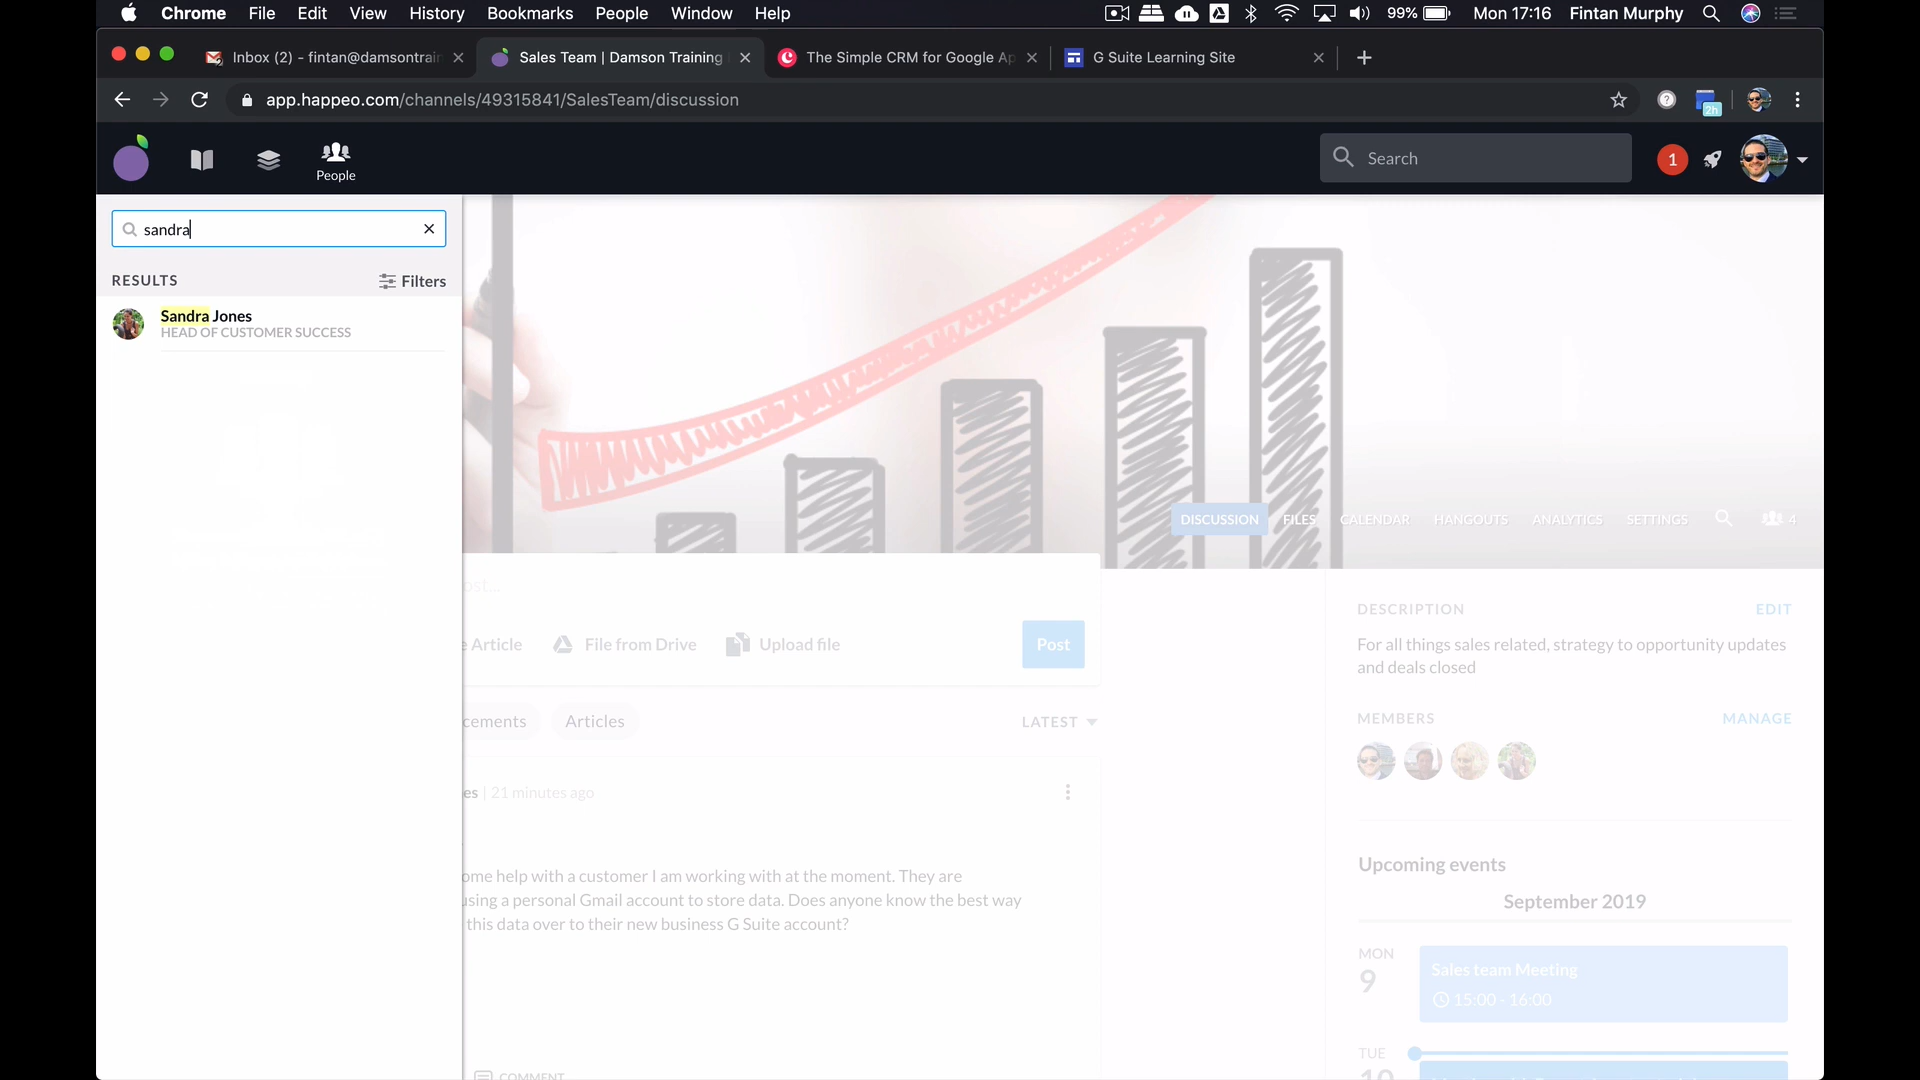 Chrome File Edit View History Bookmarks People Window Help 99% Mon 17:16 Fintan Murphy
Inbox (2) - fintan@damsontrain
Sales Team | Damson Training
The Simple CRM for Google Ap
G Suite Learning Site
app.happeo.com/channels/49315841/SalesTeam/discussion
2h
People
Search
1
sandra
RESULTS
Filters
Sandra Jones
HEAD OF CUSTOMER SUCCESS
DISCUSSION FILES CALENDAR HANGOUTS ANALYTICS SETTINGS 4
ost...
e Article File from Drive Upload file Post
cements Articles LATEST
es | 21 minutes ago
ome help with a customer I am working with at the moment. They are
using a personal Gmail account to store data. Does anyone know the best way
this data over to their new business G Suite account?
COMMENT
DESCRIPTION EDIT
For all things sales related, strategy to opportunity updates
and deals closed
MEMBERS MANAGE
Upcoming events
September 2019
MON
9
Sales team Meeting
15:00 - 16:00
TUE
10